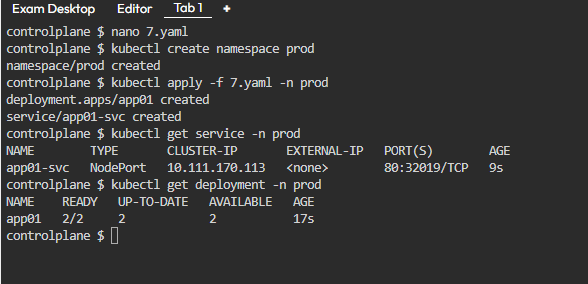 Exam Desktop Editor Tab 1 +
controlplane $ nano 7.yaml
controlplane $ kubectl create namespace prod
namespace/prod created
controlplane $ kubectl apply -f 7.yaml -n prod
deployment.apps/app01 created
service/app01-svc created
controlplane $ kubectl get service -n prod
NAME TYPE CLUSTER-IP EXTERNAL-IP PORT(S) AGE
app01-svc NodePort 10.111.170.113 <none> 80:32019/TCP 9s
controlplane $ kubectl get deployment -n prod
NAME READY UP-TO-DATE AVAILABLE AGE
app01 2/2 2 2 17s
controlplane $